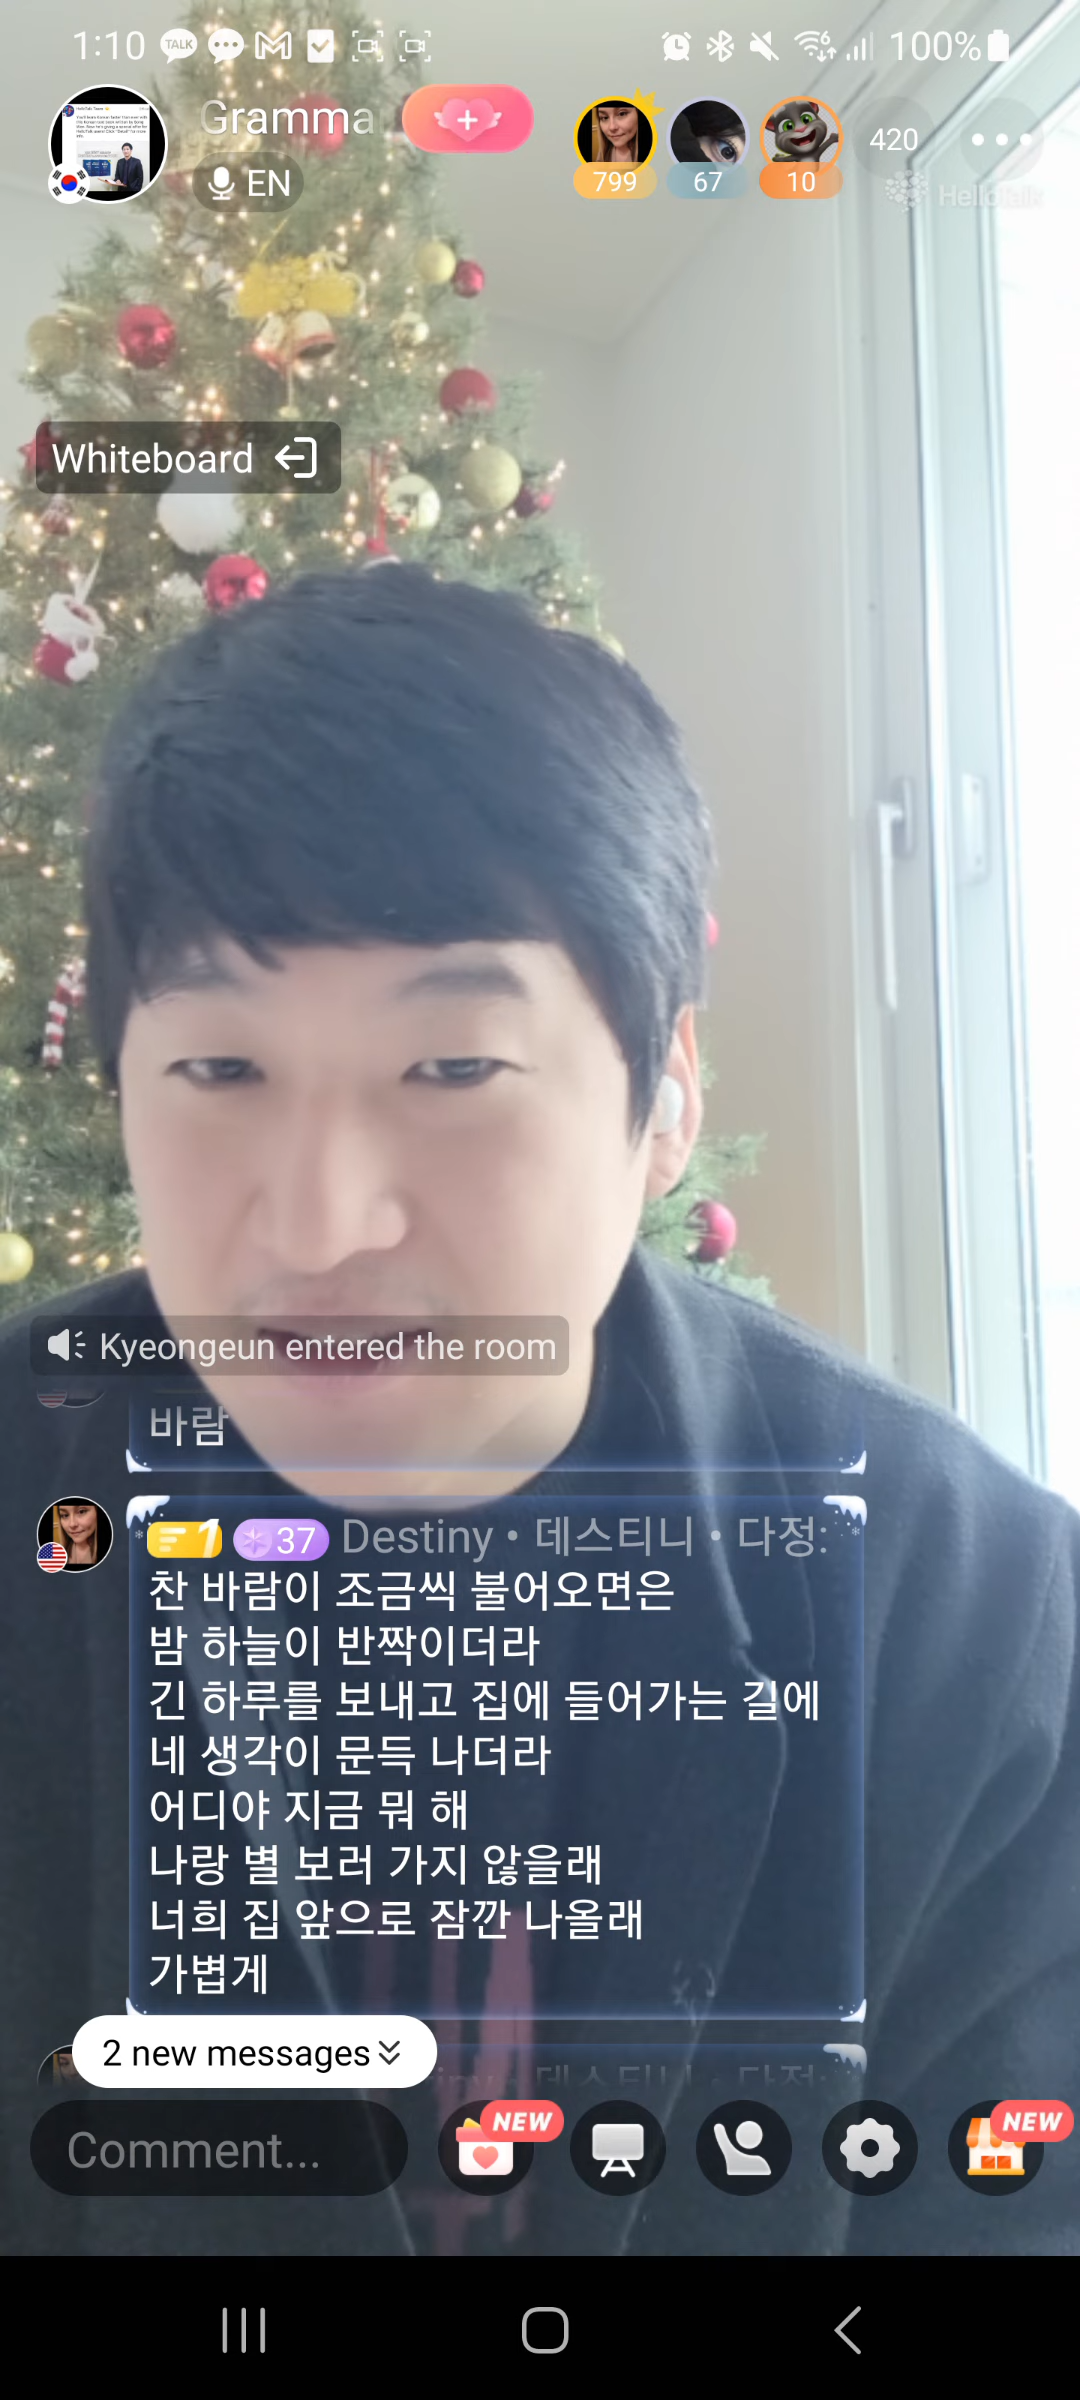 1:10 TALK 100%
Gramma
EN
799 67 10 420
HelloTalk
Whiteboard
Kyeongeun entered the room
바람
1 37 Destiny • 데스티니 • 다정:
찬 바람이 조금씩 불어오면은
밤 하늘이 반짝이더라
긴 하루를 보내고 집에 들어가는 길에
네 생각이 문득 나더라
어디야 지금 뭐 해
나랑 별 보러 가지 않을래
너희 집 앞으로 잠깐 나올래
가볍게
2 new messages
Comment...
NEW
NEW